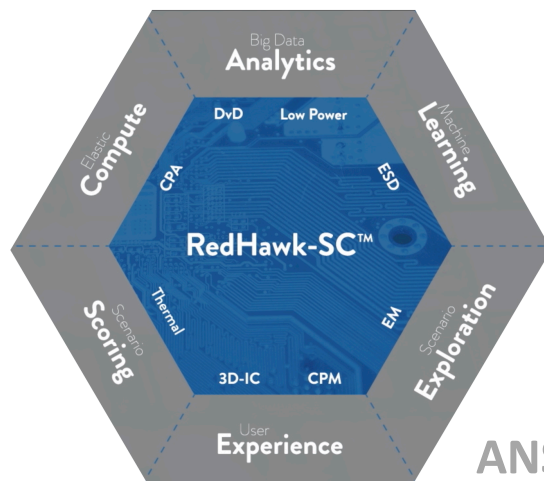 Big Data
Analytics
Machine
Learning
Elastic
Compute
DvD
Low Power
CPA
ESD
RedHawk-SC™
Thermal
EM
3D-IC
CPM
Scenario
Scoring
Scenario
Exploration
User
Experience
ANS